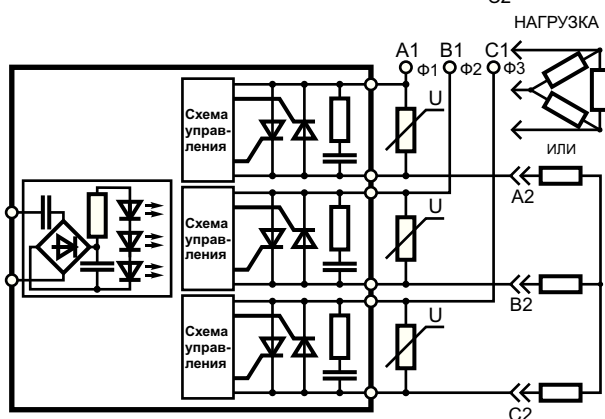 C2
НАГРУЗКА
A1 B1 C1
Ф1 Ф2 Ф3
U
Схема
управ-
ления
ИЛИ
A2
U
Схема
управ-
ления
B2
U
Схема
управ-
ления
C2